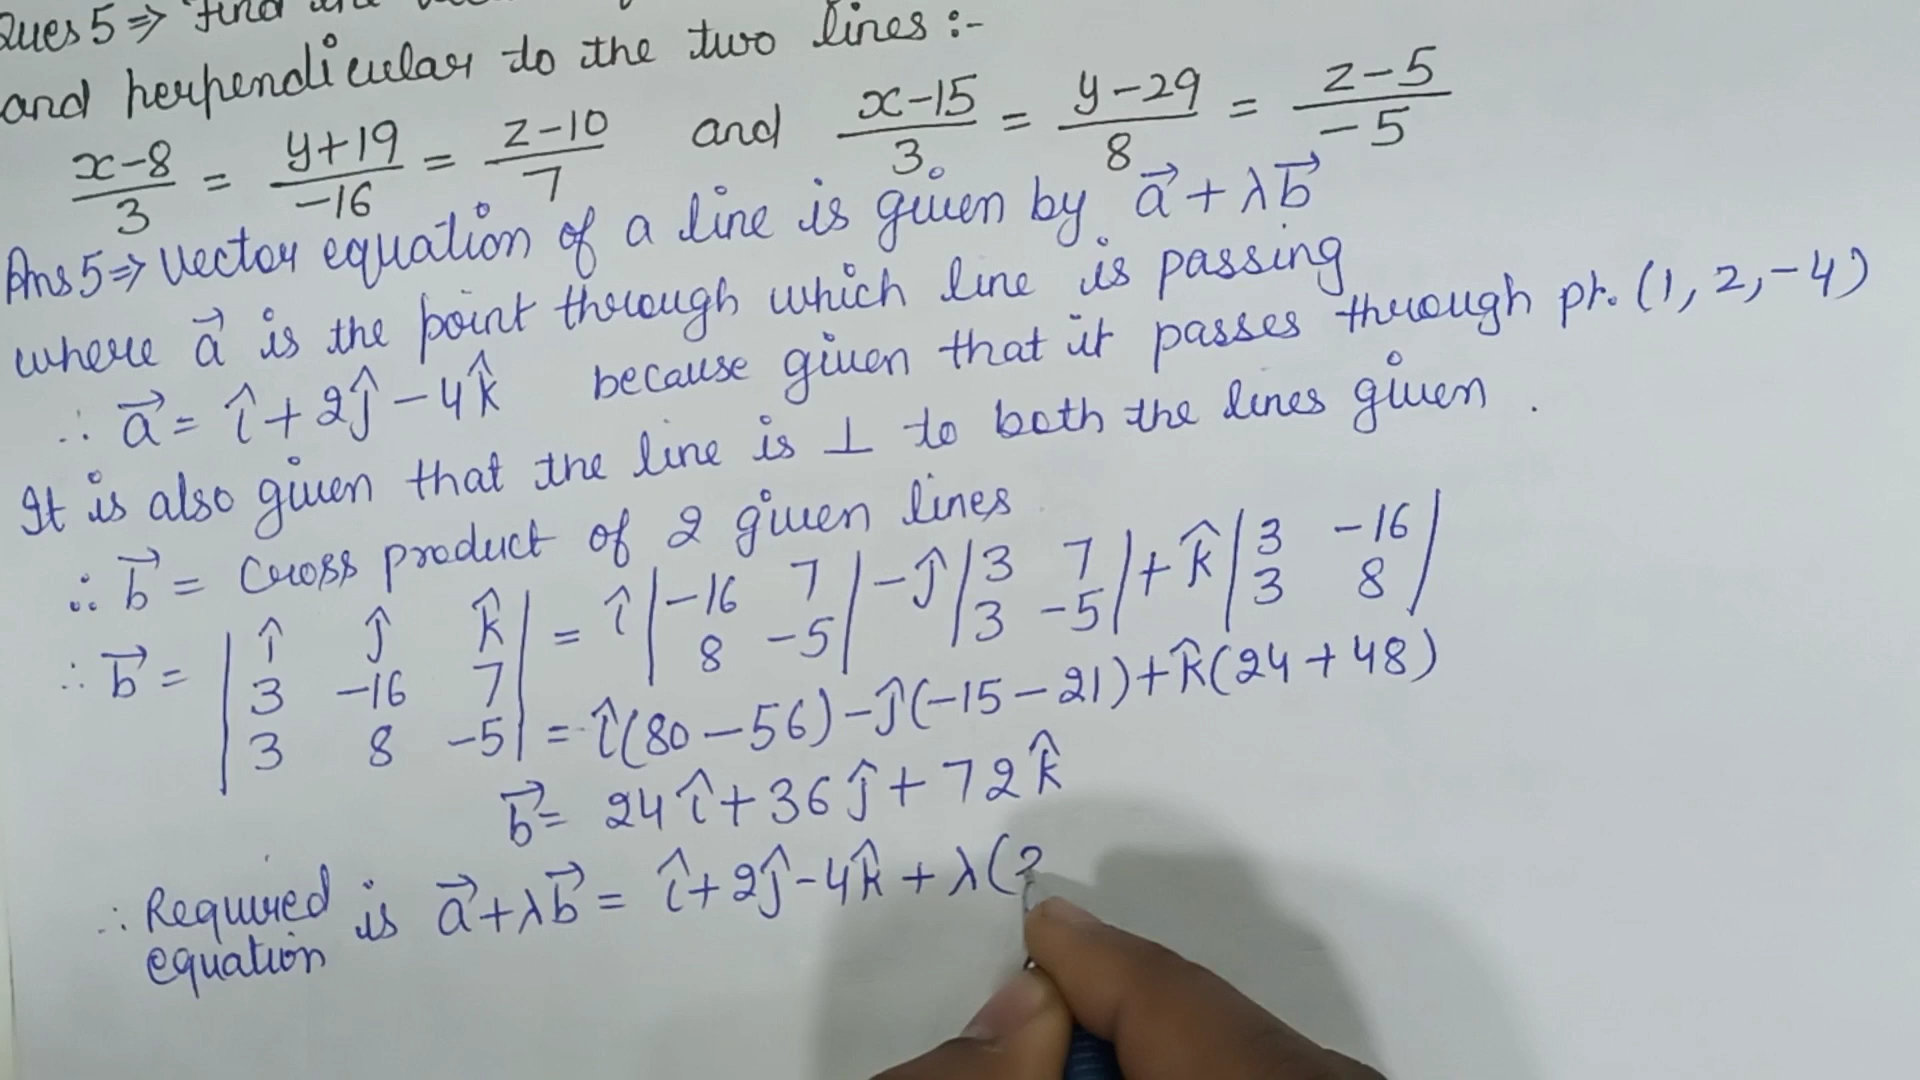 Ques 5 ⇒ Find the
and perpendicular to the two lines :-
x-8/3 = y+19/-16 = z-10/7 and x-15/3 = y-29/8 = z-5/-5
Ans 5 ⇒ Vector equation of a line is given by a⃗ + λb⃗
where a⃗ is the point through which line is passing
∴ a⃗ = î + 2ĵ - 4k̂ because given that it passes through pt. (1, 2, -4)
It is also given that the line is ⊥ to both the lines given .
∴ b⃗ = Cross product of 2 given lines
∴ b⃗ = | î ĵ k̂ | = î | -16 7 | - ĵ | 3 7 | + k̂ | 3 -16 |
| 3 -16 7 | | 8 -5 | | 3 -5 | | 3 8 |
| 3 8 -5 | = î(80 - 56) - ĵ(-15 - 21) + k̂(24 + 48)
b⃗ = 24î + 36ĵ + 72k̂
∴ Required equation is a⃗ + λb⃗ = î + 2ĵ - 4k̂ + λ(2